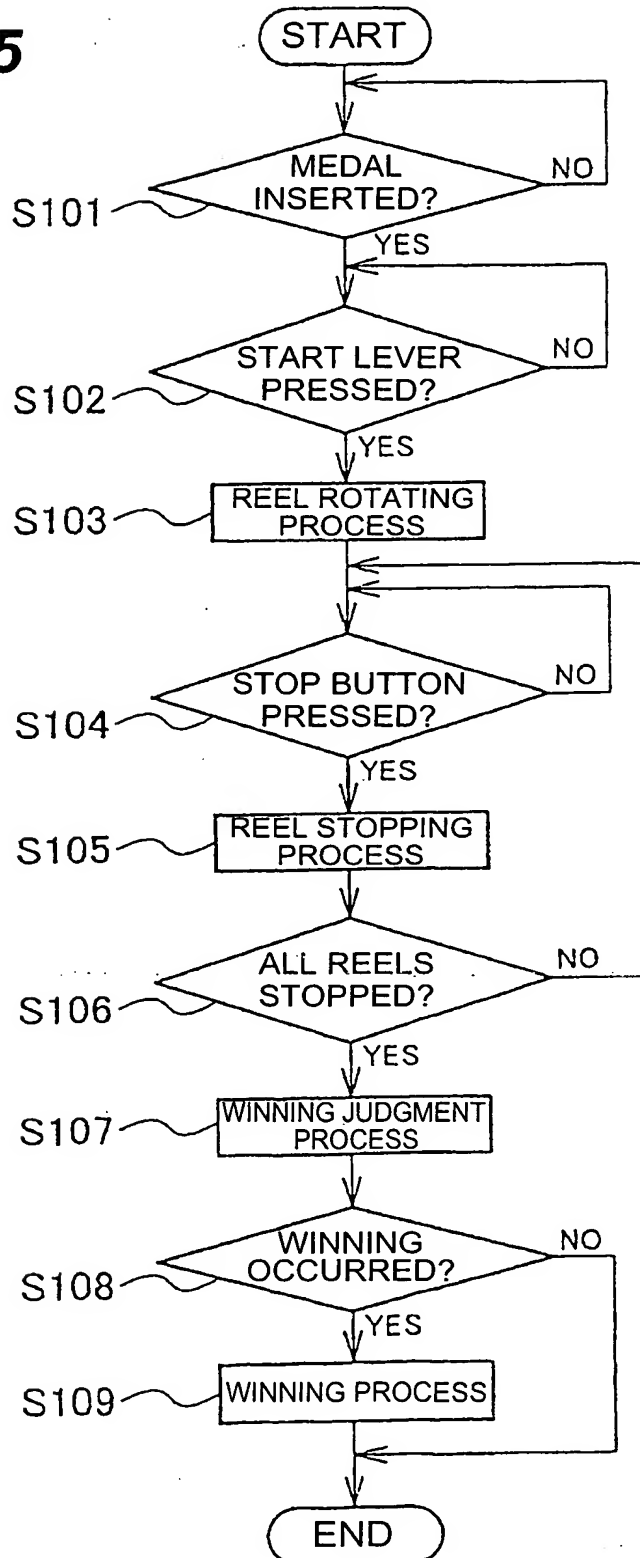 5
START
MEDAL
INSERTED?
NO
S101
YES
START LEVER
PRESSED?
NO
S102
YES
S103
REEL ROTATING
PROCESS
STOP BUTTON
PRESSED?
NO
S104
YES
S105
REEL STOPPING
PROCESS
ALL REELS
STOPPED?
NO
S106
YES
S107
WINNING JUDGMENT
PROCESS
WINNING
OCCURRED?
NO
S108
YES
S109
WINNING PROCESS
END